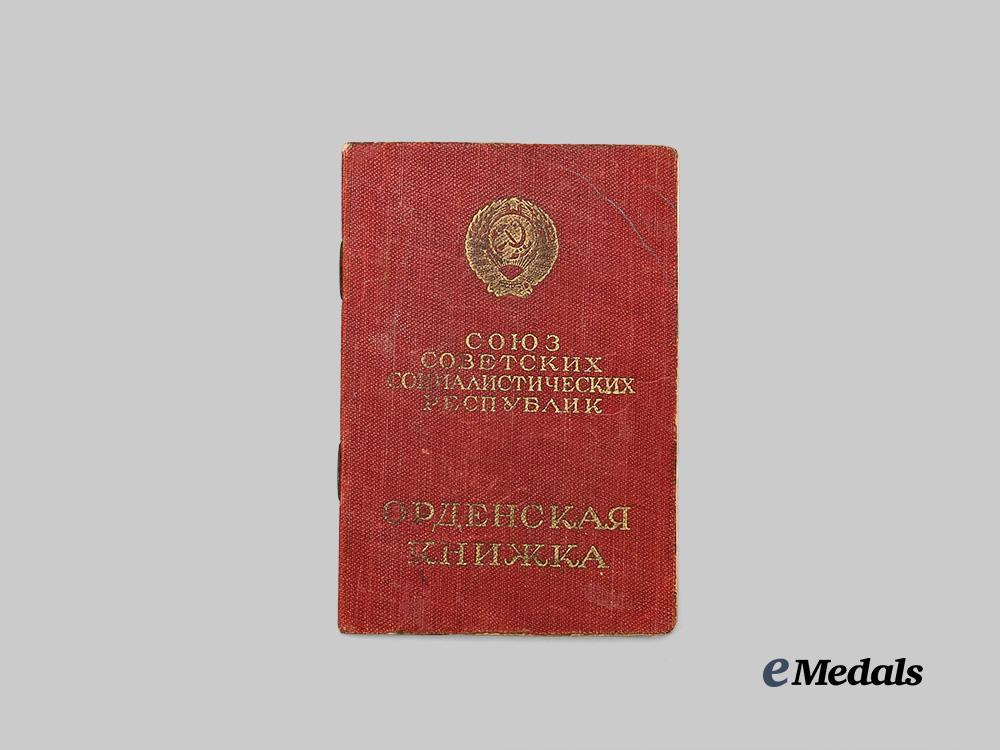 СОЮЗ
СОВЕТСКИХ
СОЦИАЛИСТИЧЕСКИХ
РЕСПУБЛИК
ОРДЕНСКАЯ
КНИЖКА
eMedals